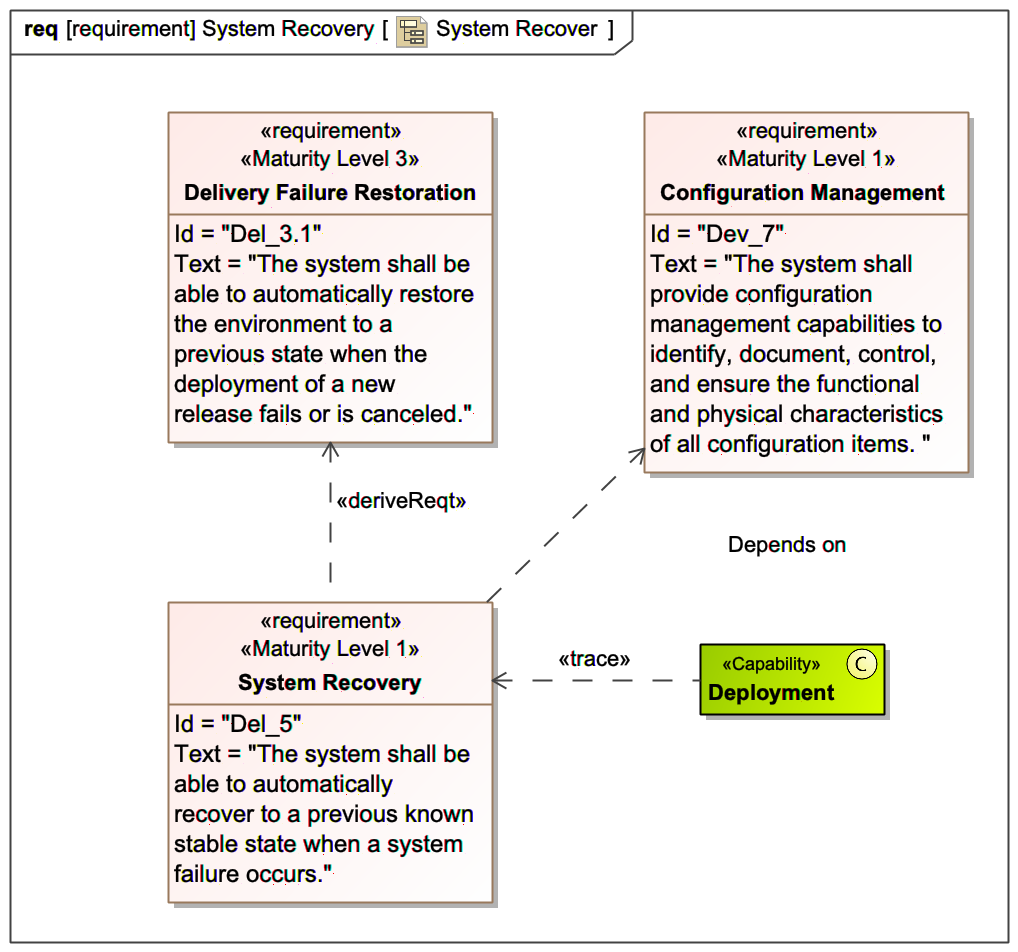 req [requirement] System Recovery [ System Recover ]
«requirement»
«Maturity Level 3»
Delivery Failure Restoration
Id = "Del_3.1"
Text = "The system shall be
able to automatically restore
the environment to a
previous state when the
deployment of a new
release fails or is canceled."
«requirement»
«Maturity Level 1»
Configuration Management
Id = "Dev_7"
Text = "The system shall
provide configuration
management capabilities to
identify, document, control,
and ensure the functional
and physical characteristics
of all configuration items. "
«deriveReqt»
Depends on
«requirement»
«Maturity Level 1»
System Recovery
Id = "Del_5"
Text = "The system shall be
able to automatically
recover to a previous known
stable state when a system
failure occurs."
«trace»
«Capability»
C
Deployment